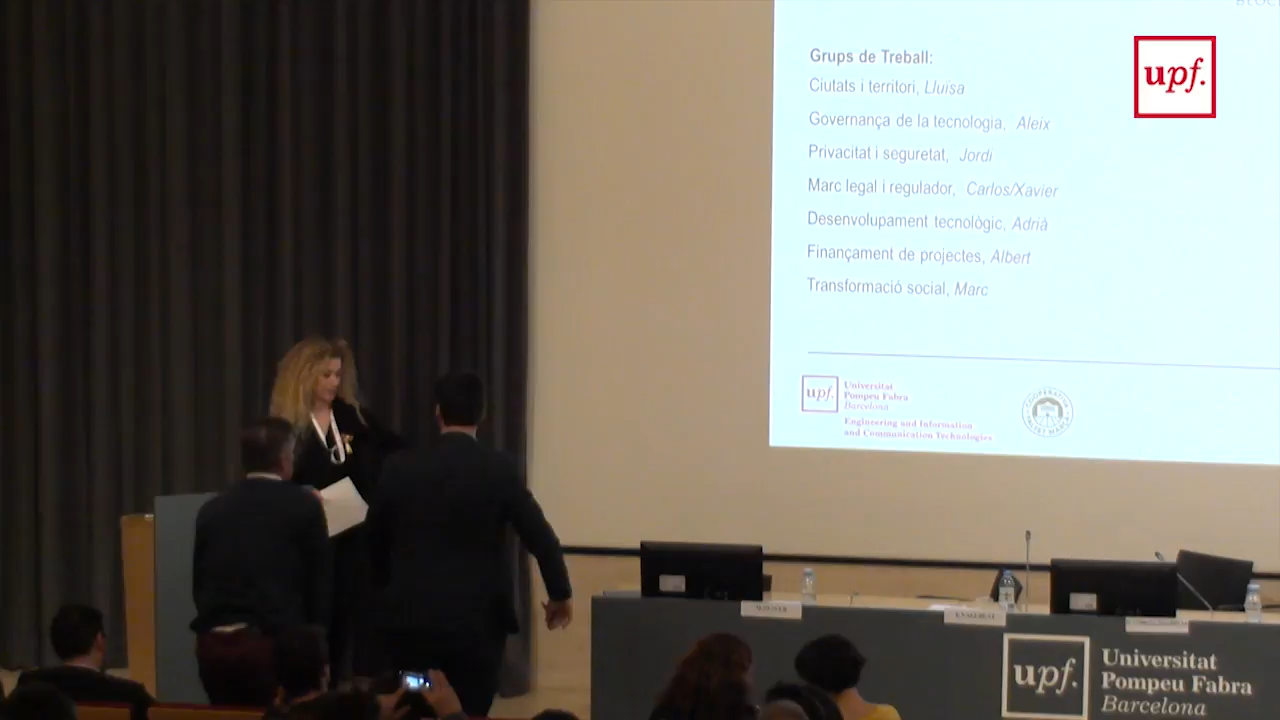 BLOC
upf.
Grups de Treball:
Ciutats i territori, Lluïsa
Governança de la tecnologia, Aleix
Privacitat i seguretat, Jordi
Marc legal i regulador, Carlos/Xavier
Desenvolupament tecnològic, Adrià
Finançament de projectes, Albert
Transformació social, Marc
upf.
Universitat
Pompeu Fabra
Barcelona
Engineering and Information
and Communication Technologies
upf.
Universitat
Pompeu Fabra
Barcelona